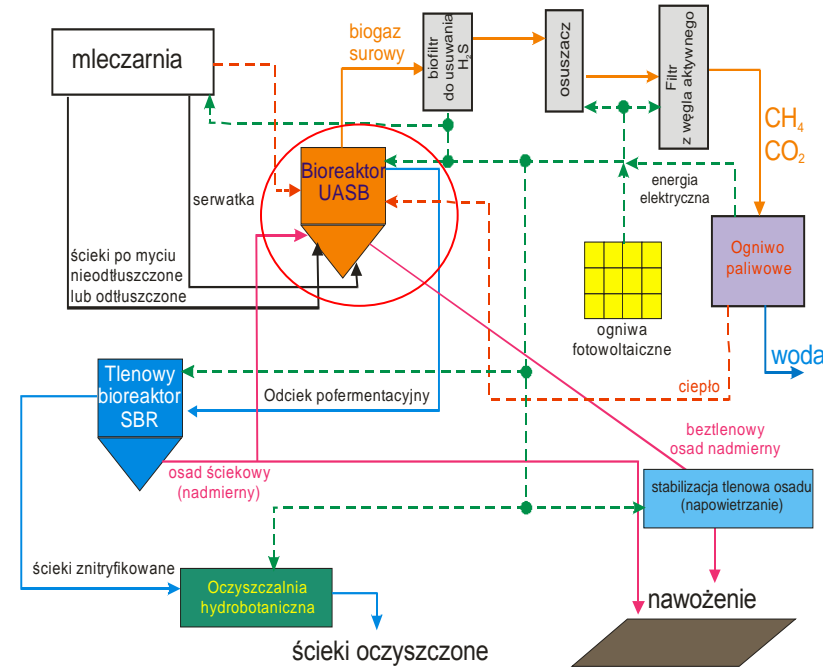 mleczarnia
biogaz
surowy
biofiltr
do usuwania
H₂S
osuszacz
Filtr
z węgla aktywnego
CH₄
CO₂
Bioreaktor
UASB
serwatka
energia
elektryczna
ścieki po myciu
nieodtłuszczone
lub odtłuszczone
Ogniwo
paliwowe
ogniwa
fotowoltaiczne
woda
Tlenowy
bioreaktor
SBR
Odciek pofermentacyjny
ciepło
beztlenowy
osad nadmierny
osad ściekowy
(nadmierny)
stabilizacja tlenowa osadu
(napowietrzanie)
ścieki znitryfikowane
Oczyszczalnia
hydrobotaniczna
nawożenie
ścieki oczyszczone